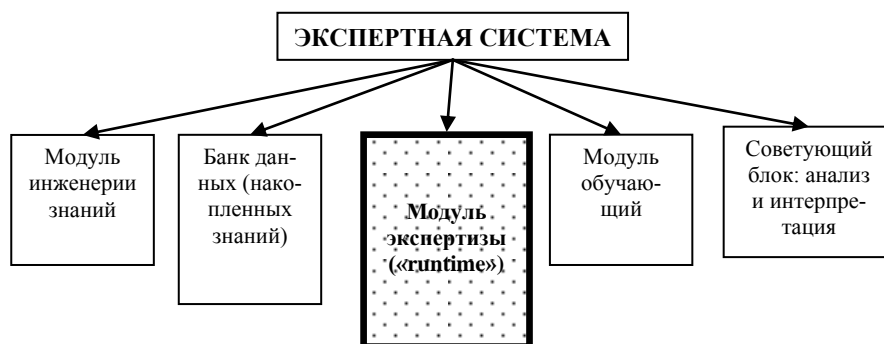 ЭКСПЕРТНАЯ СИСТЕМА
Модуль
инженерии
знаний
Банк дан-
ных (нако-
пленных
знаний)
Модуль
экспертизы
(«runtime»)
Модуль
обучаю-
щий
Советующий
блок: анализ
и интерпре-
тация